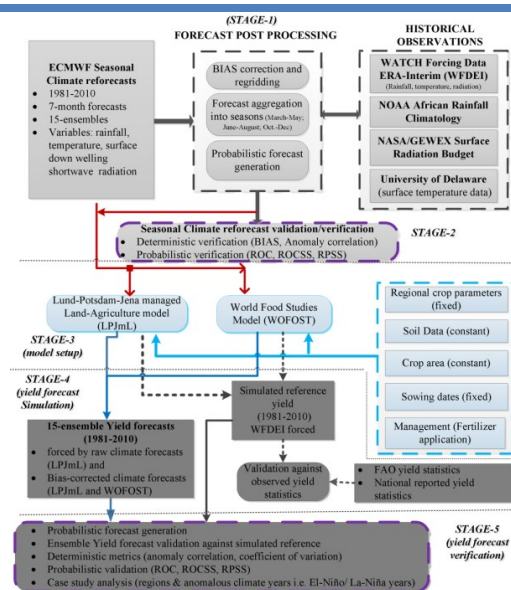 (STAGE-1)
FORECAST POST PROCESSING
HISTORICAL
OBSERVATIONS
ECMWF Seasonal
Climate reforecasts
• 1981-2010
• 7-month forecasts
• 15-ensembles
• Variables: rainfall,
temperature, surface
down welling
shortwave radiation
BIAS correction and
regridding
Forecast aggregation
into seasons (March-May;
June-August; Oct.-Dec)
Probabilistic forecast
generation
WATCH Forcing Data
ERA-Interim (WFDEI)
(Rainfall, temperature, radiation)
NOAA African Rainfall
Climatology
NASA/GEWEX Surface
Radiation Budget
University of Delaware
(surface temperature data)
Seasonal Climate reforecast validation/verification
• Deterministic verification (BIAS, Anomaly correlation)
• Probabilistic verification (ROC, ROCSS, RPSS)
STAGE-2
Lund-Potsdam-Jena managed
Land-Agriculture model
(LPJmL)
World Food Studies
Model (WOFOST)
Regional crop parameters
(fixed)
Soil Data (constant)
Crop area (constant)
Sowing dates (fixed)
Management (Fertilizer
application)
STAGE-3
(model setup)
STAGE-4
(yield forecast
Simulation)
15-ensemble Yield forecasts
(1981-2010)
• forced by raw climate forecasts
(LPJmL) and
• Bias-corrected climate forecasts
(LPJmL and WOFOST)
Simulated reference
yield
(1981-2010)
WFDEI forced
Validation against
observed yield
statistics
• FAO yield statistics
• National reported yield
statistics
• Probabilistic forecast generation
• Ensemble Yield forecast validation against simulated reference
• Deterministic metrics (anomaly correlation, coefficient of variation)
• Probabilistic validation (ROC, ROCSS, RPSS)
• Case study analysis (regions & anomalous climate years i.e. El-Niño/ La-Niña years)
STAGE-5
(yield forecast
verification)